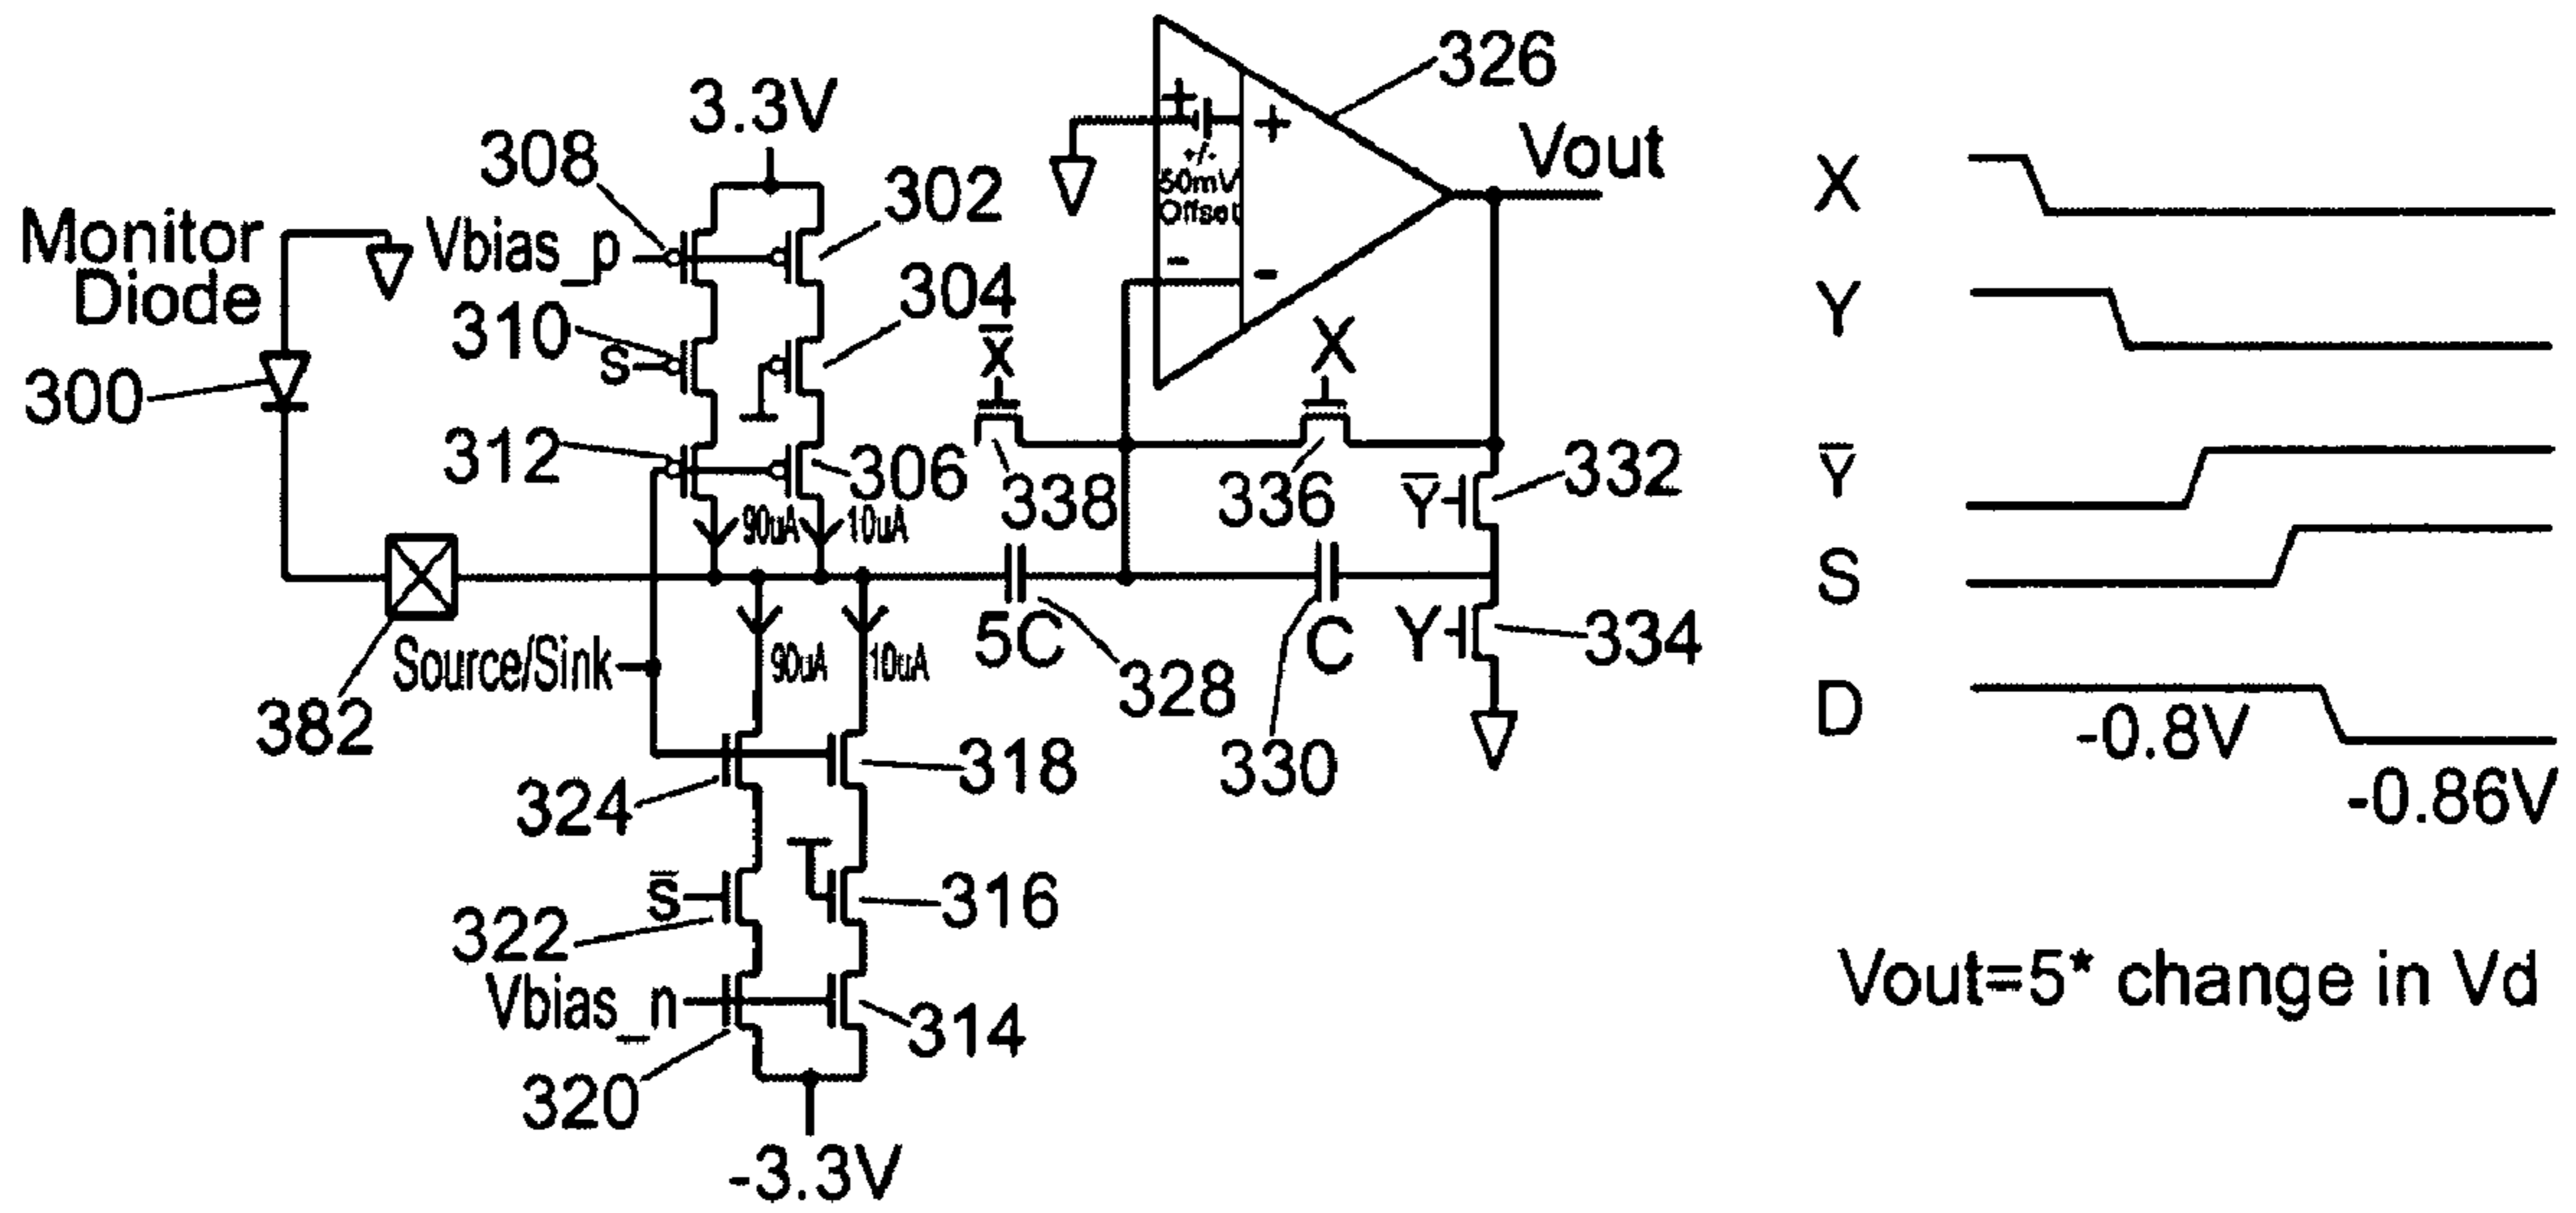 326
3.3V
Vout
308
302
X
Monitor
Diode
Vbias_p
+
+
+/-
50mV
Offset
-
-
304
310
S
X̅
X
Y
300
312
306
338
336
Y̅
332
Y̅
90uA
10uA
S
382
Source/Sink
90uA
10uA
5C
328
C
330
Y
334
D
-0.8V
-0.86V
324
318
322
S̅
316
Vbias_n
314
320
-3.3V
Vout=5* change in Vd